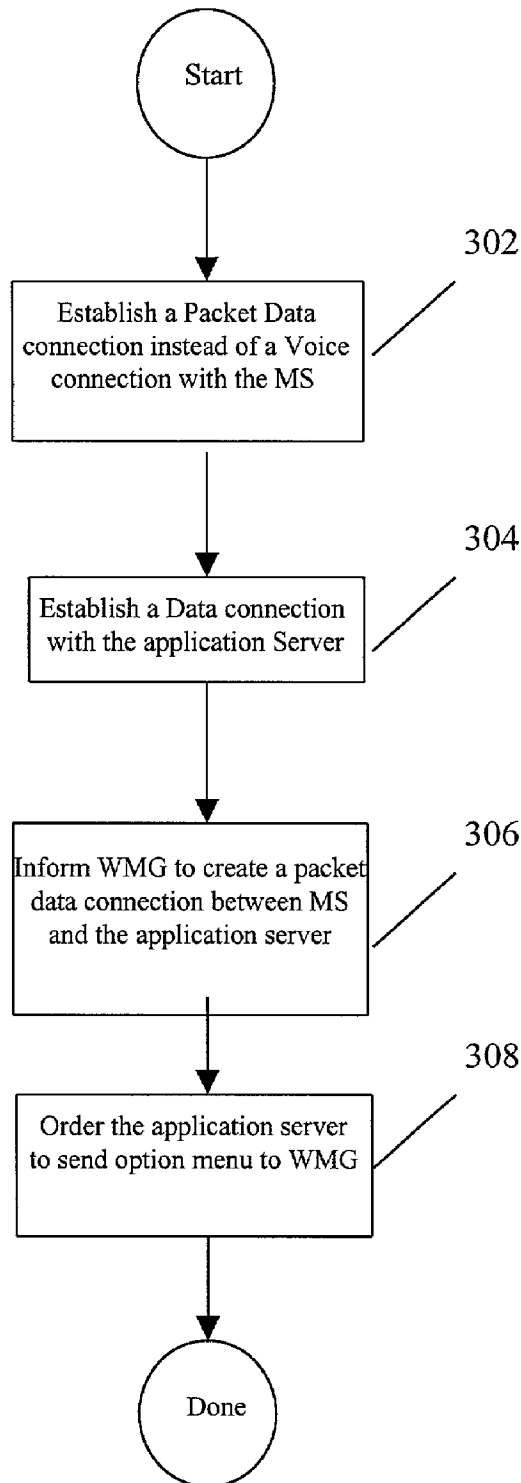 Start
302
Establish a Packet Data
connection instead of a Voice
connection with the MS
304
Establish a Data connection
with the application Server
306
Inform WMG to create a packet
data connection between MS
and the application server
308
Order the application server
to send option menu to WMG
Done